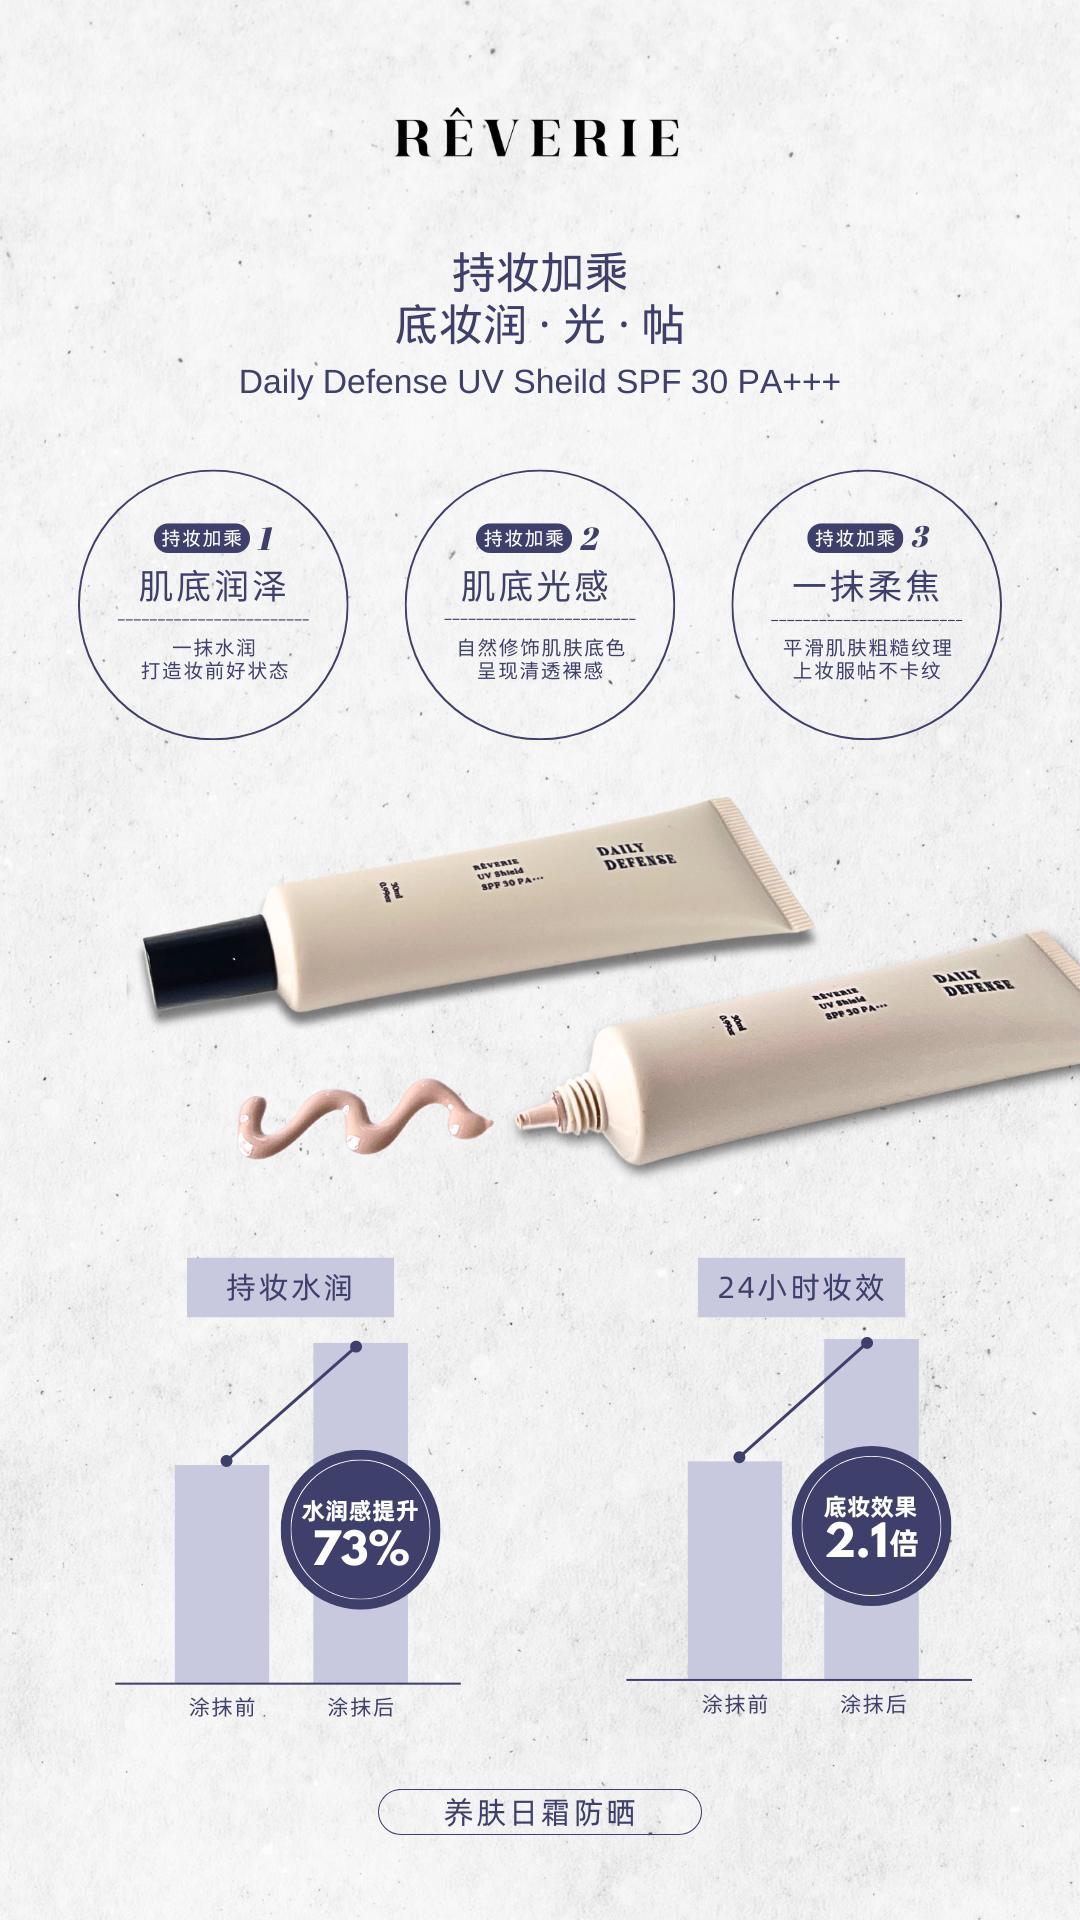 RÊVERIE
持妆加乘
底妆润·光·帖
Daily Defense UV Sheild SPF 30 PA+++
持妆加乘 1
肌底润泽
一抹水润
打造妆前好状态
持妆加乘 2
肌底光感
自然修饰肌肤底色
呈现清透裸感
持妆加乘 3
一抹柔焦
平滑肌肤粗糙纹理
上妆服帖不卡纹
30ml
0.99oz
RÊVERIE
UV Shield
SPF 30 PA+++
DAILY
DEFENSE
30ml
0.99oz
RÊVERIE
UV Shield
SPF 30 PA+++
DAILY
DEFENSE
持妆水润
水润感提升
73%
涂抹前
涂抹后
24小时妆效
底妆效果
2.1倍
涂抹前
涂抹后
养肤日霜防晒